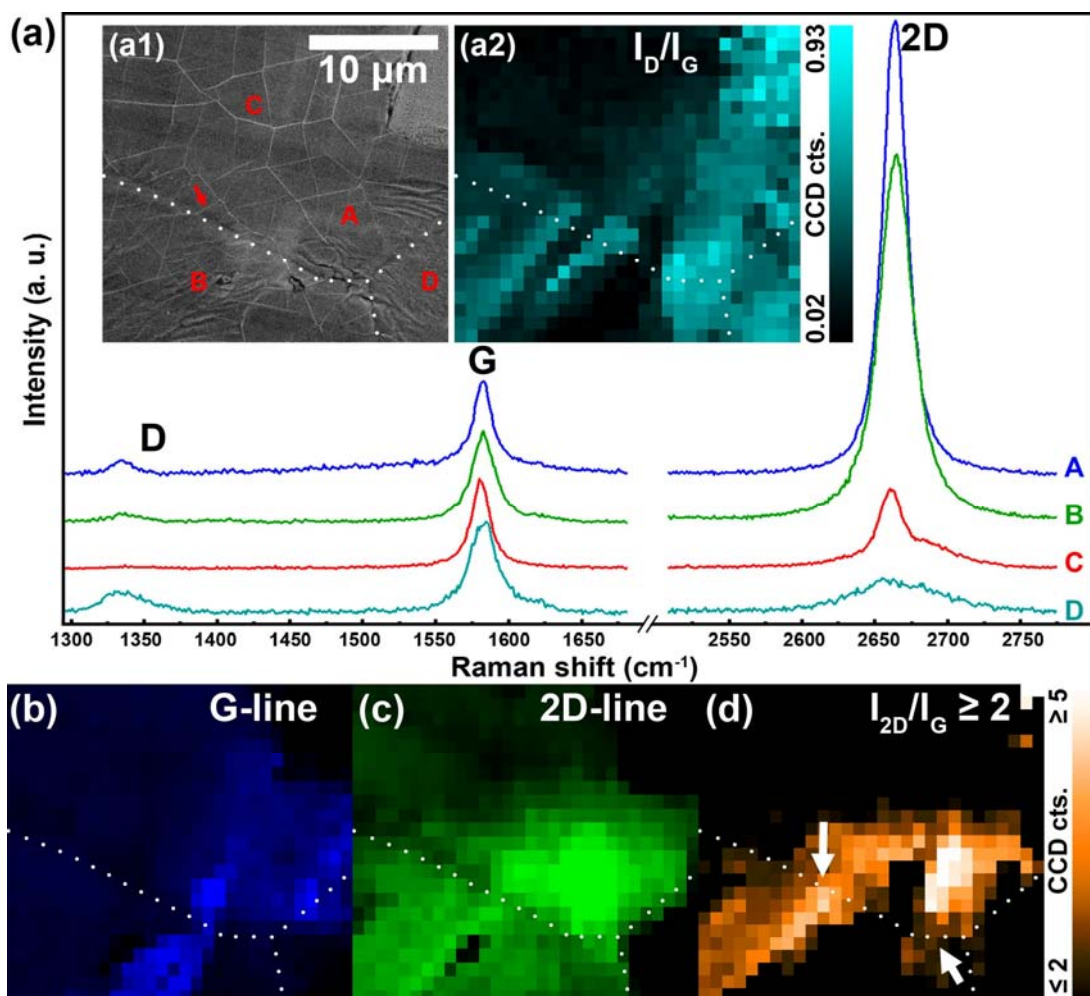 (a)
(a1)
10 µm
C
A
B
D
(a2)
I_D/I_G
0.93
CCD cts.
0.02
2D
G
D
A
B
C
D
Intensity (a. u.)
1300 1350 1400 1450 1500 1550 1600 1650 2550 2600 2650 2700 2750
Raman shift (cm⁻¹)
(b) G-line
(c) 2D-line
(d) I_2D/I_G ≥ 2
≥ 5
CCD cts.
≤ 2